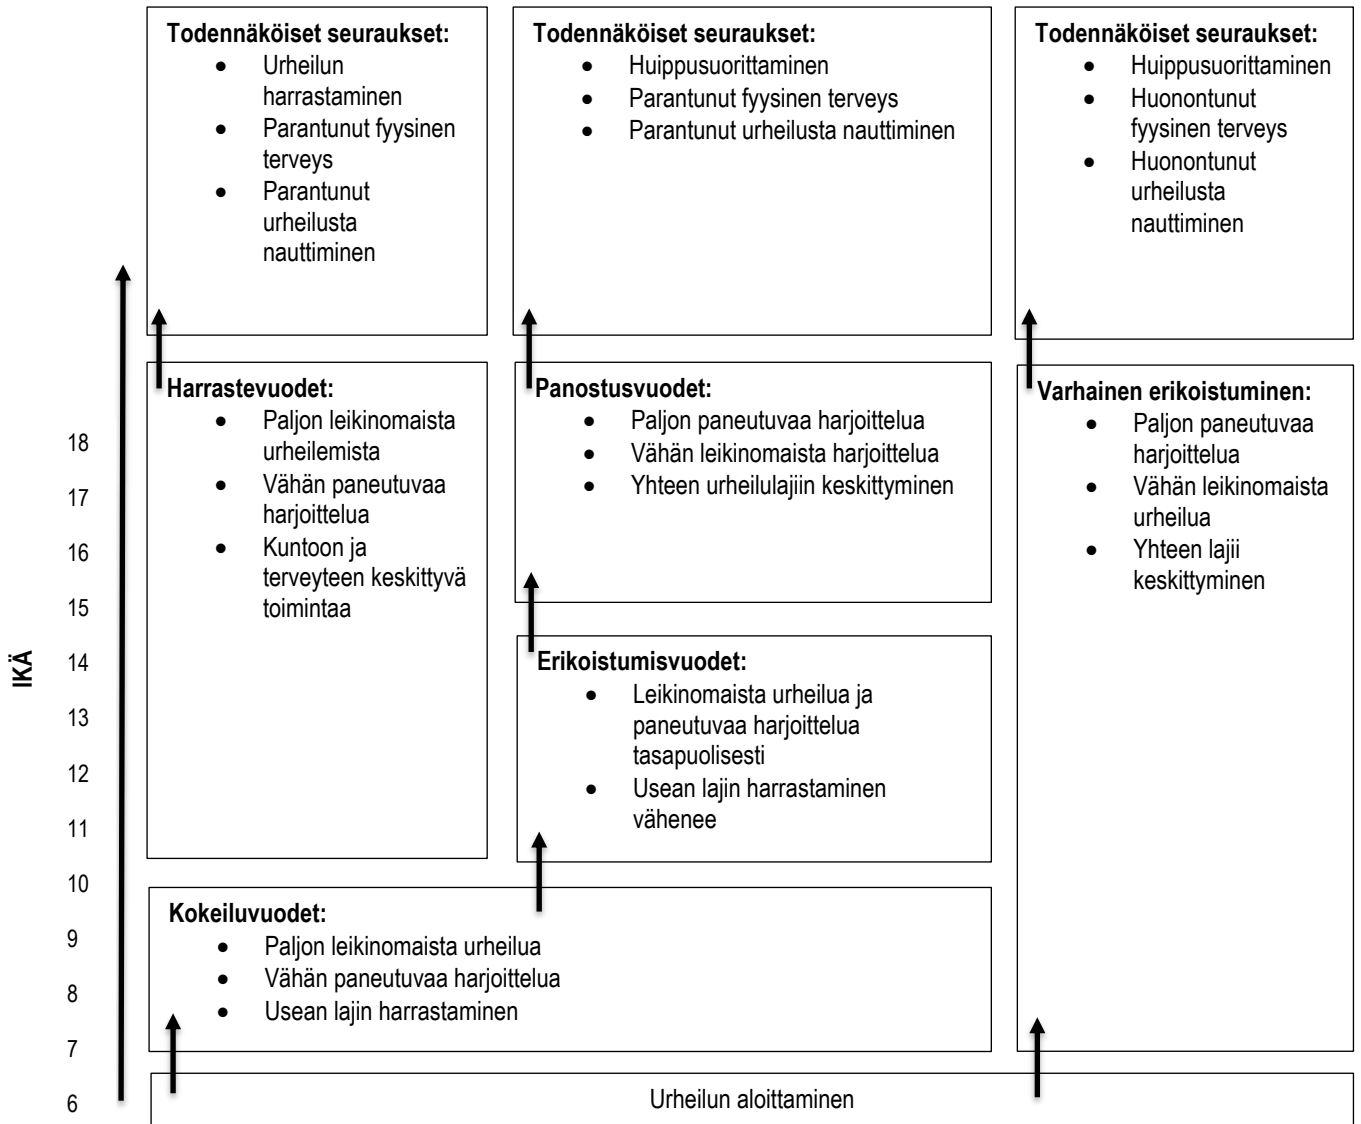 Todennäköiset seuraukset:
• Urheilun
harrastaminen
• Parantunut fyysinen
terveys
• Parantunut
urheilusta
nauttiminen
Todennäköiset seuraukset:
• Huippusuorittaminen
• Parantunut fyysinen terveys
• Parantunut urheilusta nauttiminen
Todennäköiset seuraukset:
• Huippusuorittaminen
• Huonontunut
fyysinen terveys
• Huonontunut
urheilusta
nauttiminen
Harrastevuodet:
• Paljon leikinomaista
urheilemista
• Vähän paneutuvaa
harjoittelua
• Kuntoon ja
terveyteen keskittyvä
toimintaa
Panostusvuodet:
• Paljon paneutuvaa harjoittelua
• Vähän leikinomaista harjoittelua
• Yhteen urheilulajiin keskittyminen
Varhainen erikoistuminen:
• Paljon paneutuvaa
harjoittelua
• Vähän leikinomaista
urheilua
• Yhteen lajii
keskittyminen
Erikoistumisvuodet:
• Leikinomaista urheilua ja
paneutuvaa harjoittelua
tasapuolisesti
• Usean lajin harrastaminen
vähenee
Kokeiluvuodet:
• Paljon leikinomaista urheilua
• Vähän paneutuvaa harjoittelua
• Usean lajin harrastaminen
Urheilun aloittaminen
IKÄ
18
17
16
15
14
13
12
11
10
9
8
7
6